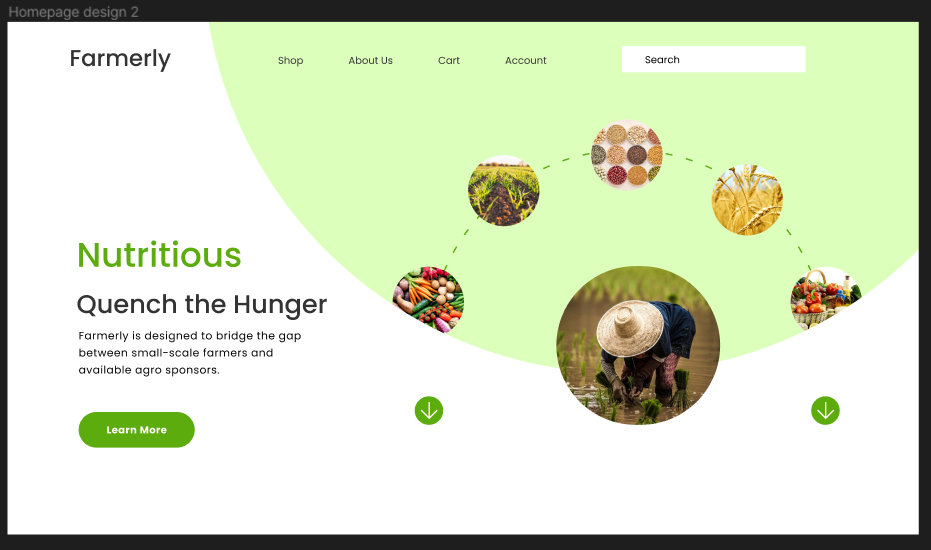 Homepage design 2
Farmerly
Shop
About Us
Cart
Account
Search
Nutritious
Quench the Hunger
Farmerly is designed to bridge the gap
between small-scale farmers and
available agro sponsors.
Learn More